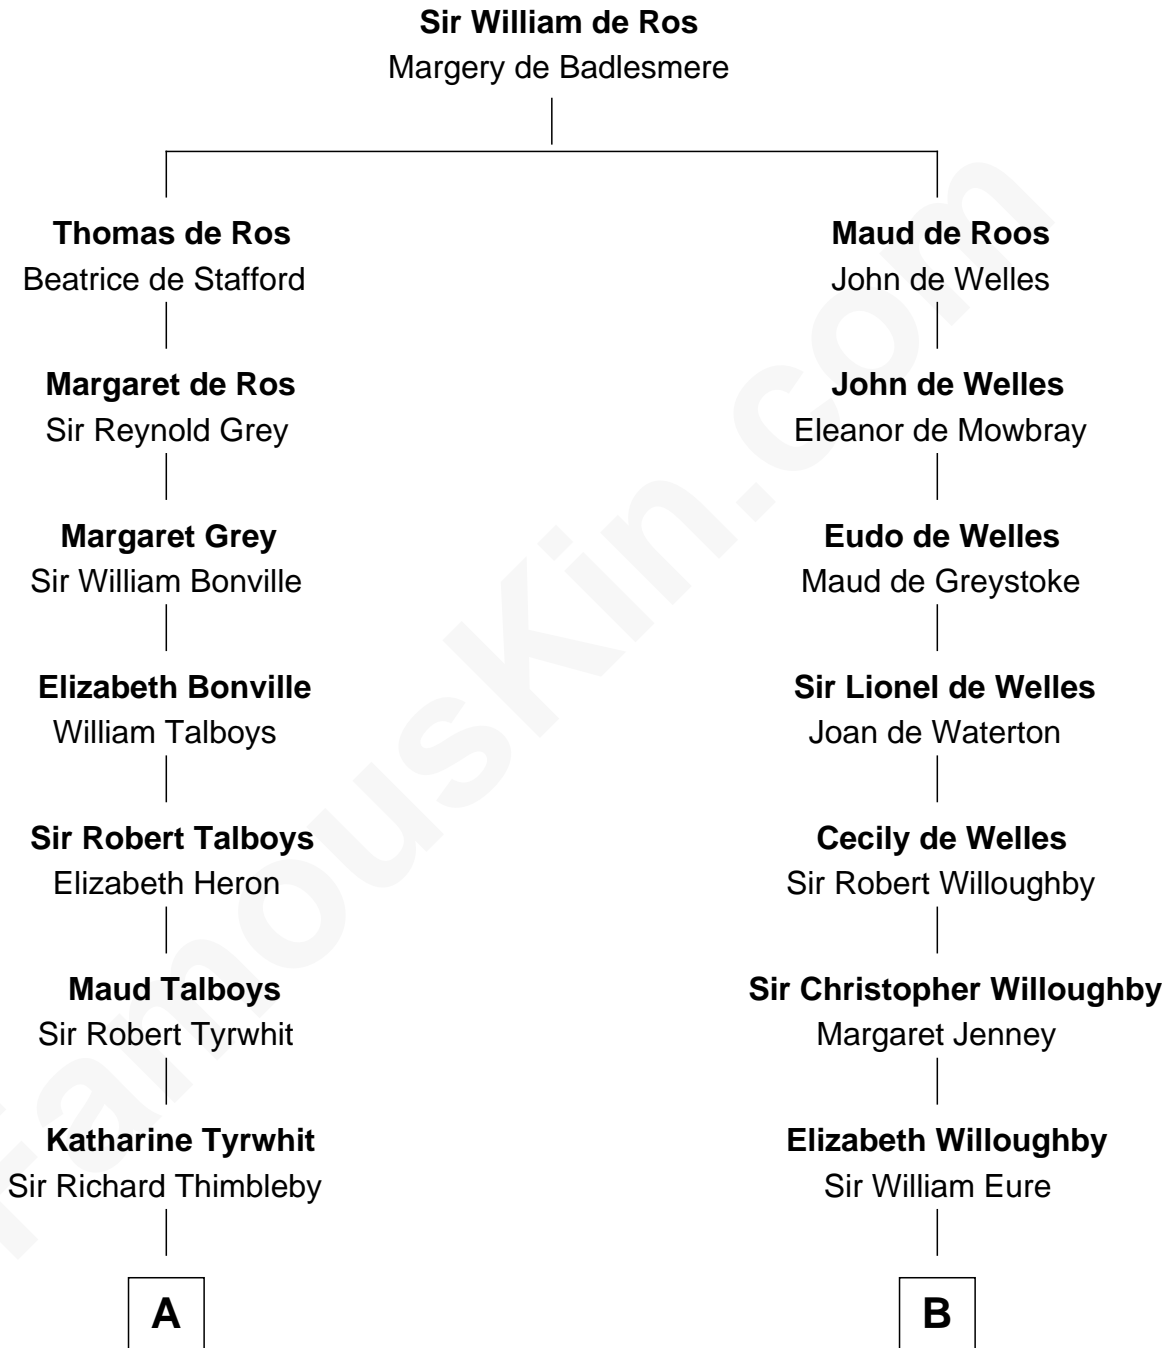 Sir William de Ros
Margery de Badlesmere
Thomas de Ros
Beatrice de Stafford
Maud de Roos
John de Welles
Margaret de Ros
Sir Reynold Grey
John de Welles
Eleanor de Mowbray
Margaret Grey
Sir William Bonville
Eudo de Welles
Maud de Greystoke
Elizabeth Bonville
William Talboys
Sir Lionel de Welles
Joan de Waterton
Sir Robert Talboys
Elizabeth Heron
Cecily de Welles
Sir Robert Willoughby
Maud Talboys
Sir Robert Tyrwhit
Sir Christopher Willoughby
Margaret Jenney
Katharine Tyrwhit
Sir Richard Thimbleby
Elizabeth Willoughby
Sir William Eure
A
B
FamousKin.com